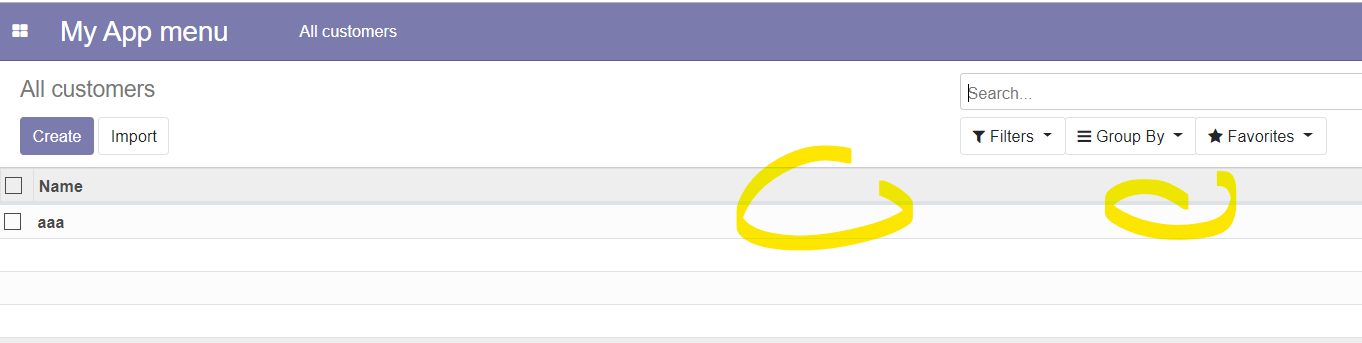 My App menu All customers
All customers
Search...
Create Import Filters Group By Favorites
Name
aaa